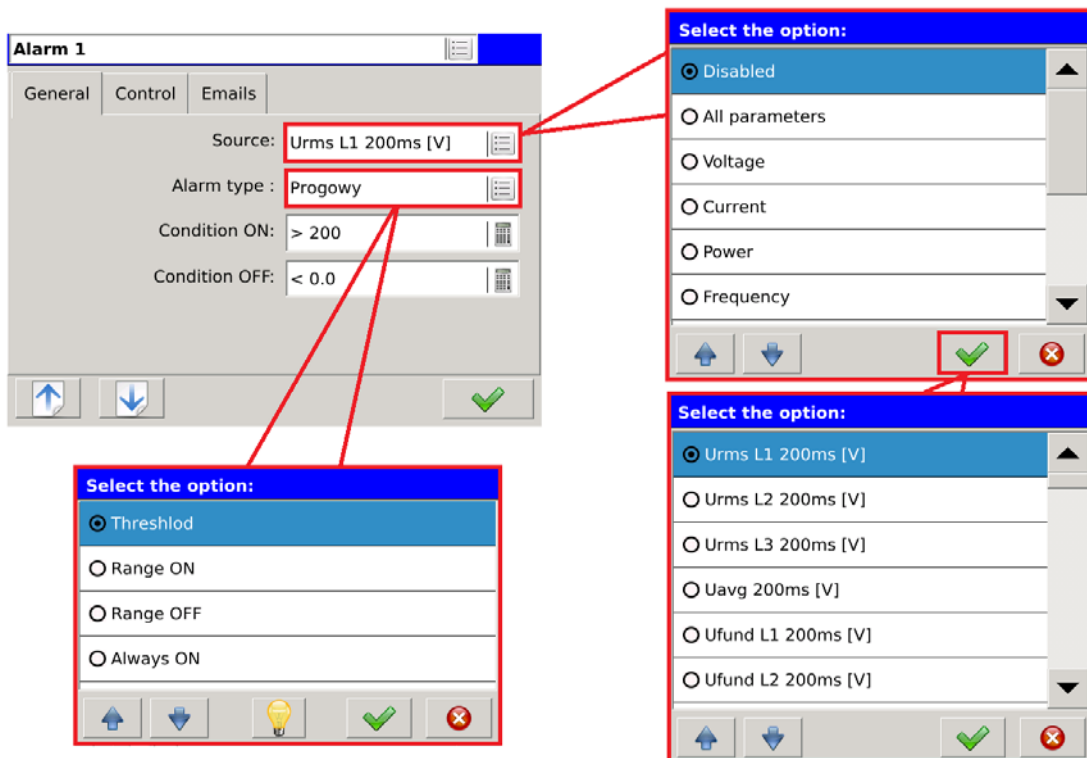 Alarm 1
General Control Emails
Source: Urms L1 200ms [V]
Alarm type : Progowy
Condition ON: > 200
Condition OFF: < 0.0
Select the option:
Disabled
All parameters
Voltage
Current
Power
Frequency
Select the option:
Threshlod
Range ON
Range OFF
Always ON
Select the option:
Urms L1 200ms [V]
Urms L2 200ms [V]
Urms L3 200ms [V]
Uavg 200ms [V]
Ufund L1 200ms [V]
Ufund L2 200ms [V]